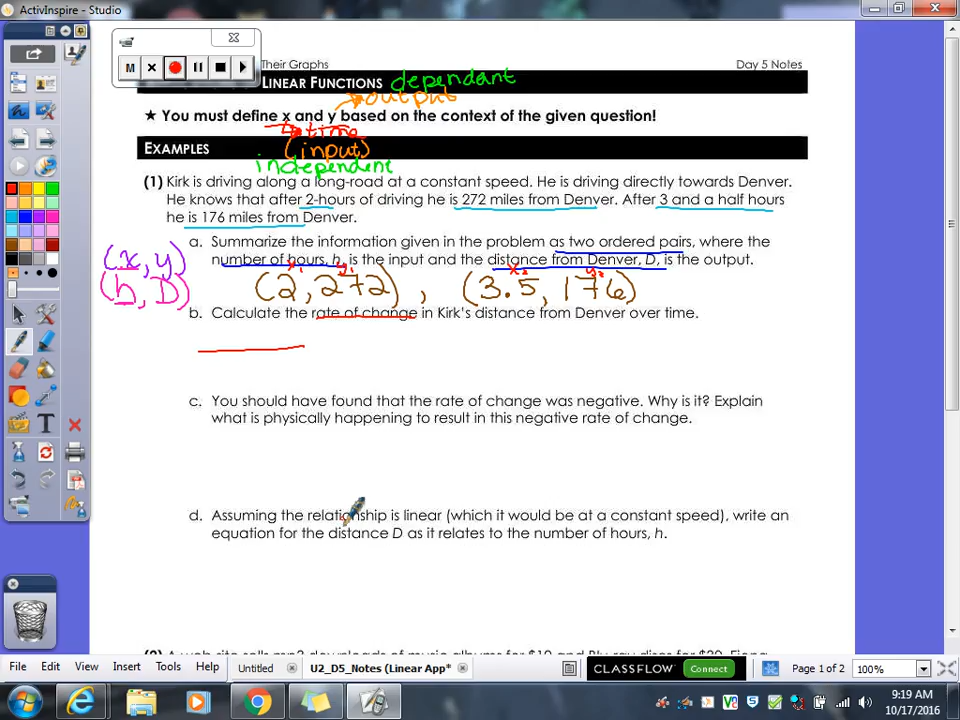 ActivInspire - Studio
M
Their Graphs
Day 5 Notes
LINEAR FUNCTIONS dependant
output
★ You must define x and y based on the context of the given question!
time
EXAMPLES (input)
independent
(1) Kirk is driving along a long-road at a constant speed. He is driving directly towards Denver.
He knows that after 2-hours of driving he is 272 miles from Denver. After 3 and a half hours
he is 176 miles from Denver.
a. Summarize the information given in the problem as two ordered pairs, where the
number of hours, h, is the input and the distance from Denver, D, is the output.
(x, y)
(h, D)
x₁ y₁ x₂ y₂
(2, 272) , (3.5, 176)
b. Calculate the rate of change in Kirk's distance from Denver over time.
c. You should have found that the rate of change was negative. Why is it? Explain
what is physically happening to result in this negative rate of change.
d. Assuming the relationship is linear (which it would be at a constant speed), write an
equation for the distance D as it relates to the number of hours, h.
File Edit View Insert Tools Help Untitled U2_D5_Notes (Linear App* CLASSFLOW Connect Page 1 of 2 100%
9:19 AM
10/17/2016